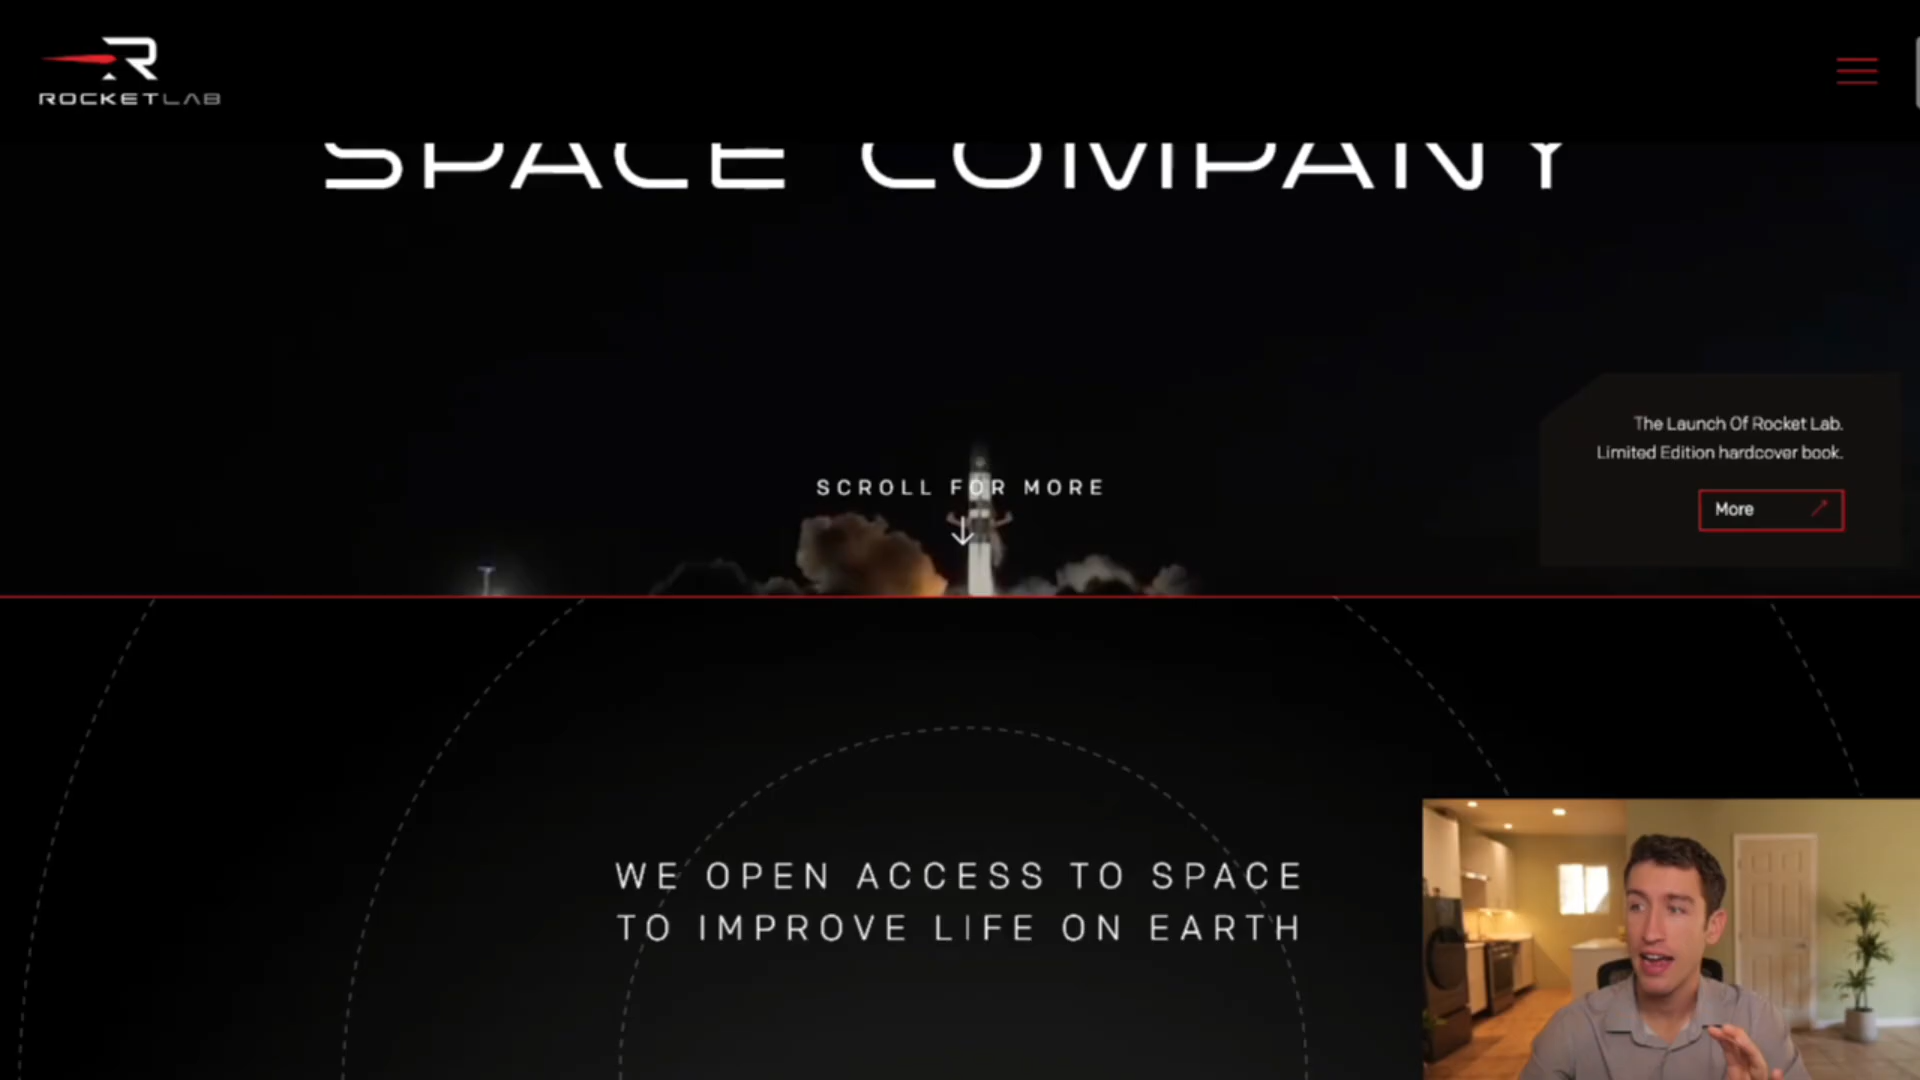 ROCKETLAB
SPACE COMPANY
SCROLL FOR MORE
The Launch Of Rocket Lab.
Limited Edition hardcover book.
More
WE OPEN ACCESS TO SPACE
TO IMPROVE LIFE ON EARTH